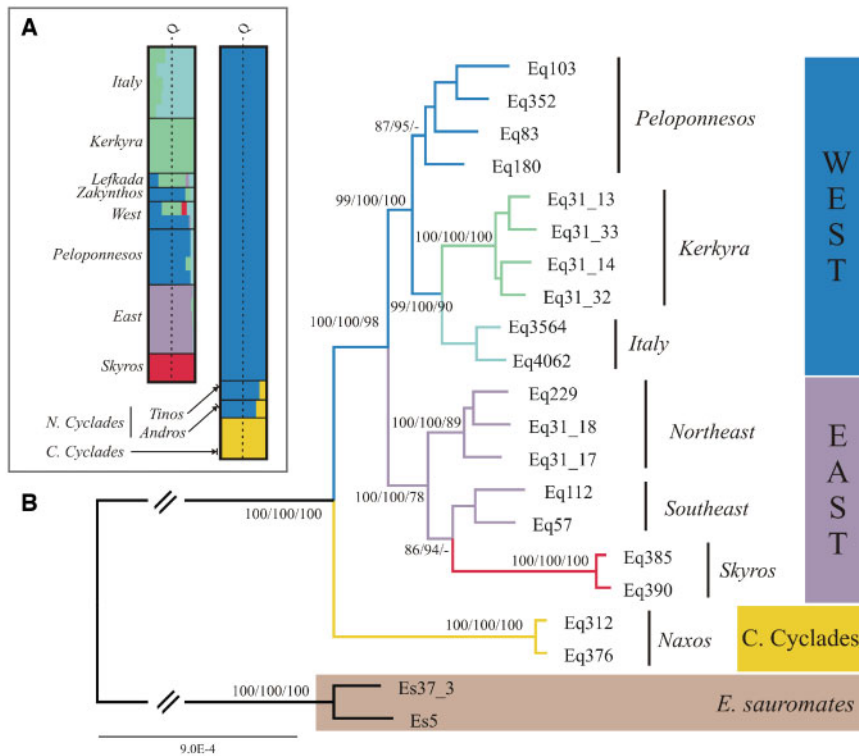 A
Q Q
Italy
Kerkyra
Lefkada
Zakynthos
West
Peloponnesos
East
Skyros
N. Cyclades
Tinos
Andros
C. Cyclades
B
Eq103
Eq352
Eq83
Eq180
Peloponnesos
87/95/-
99/100/100
Eq31_13
Eq31_33
Eq31_14
Eq31_32
Kerkyra
100/100/100
99/100/90
Eq3564
Eq4062
Italy
WEST
100/100/98
Eq229
Eq31_18
Eq31_17
Northeast
100/100/89
100/100/78
Eq112
Eq57
Southeast
86/94/-
100/100/100
Eq385
Eq390
Skyros
EAST
100/100/100
100/100/100
Eq312
Eq376
Naxos
C. Cyclades
100/100/100
Es37_3
Es5
E. sauromates
9.0E-4